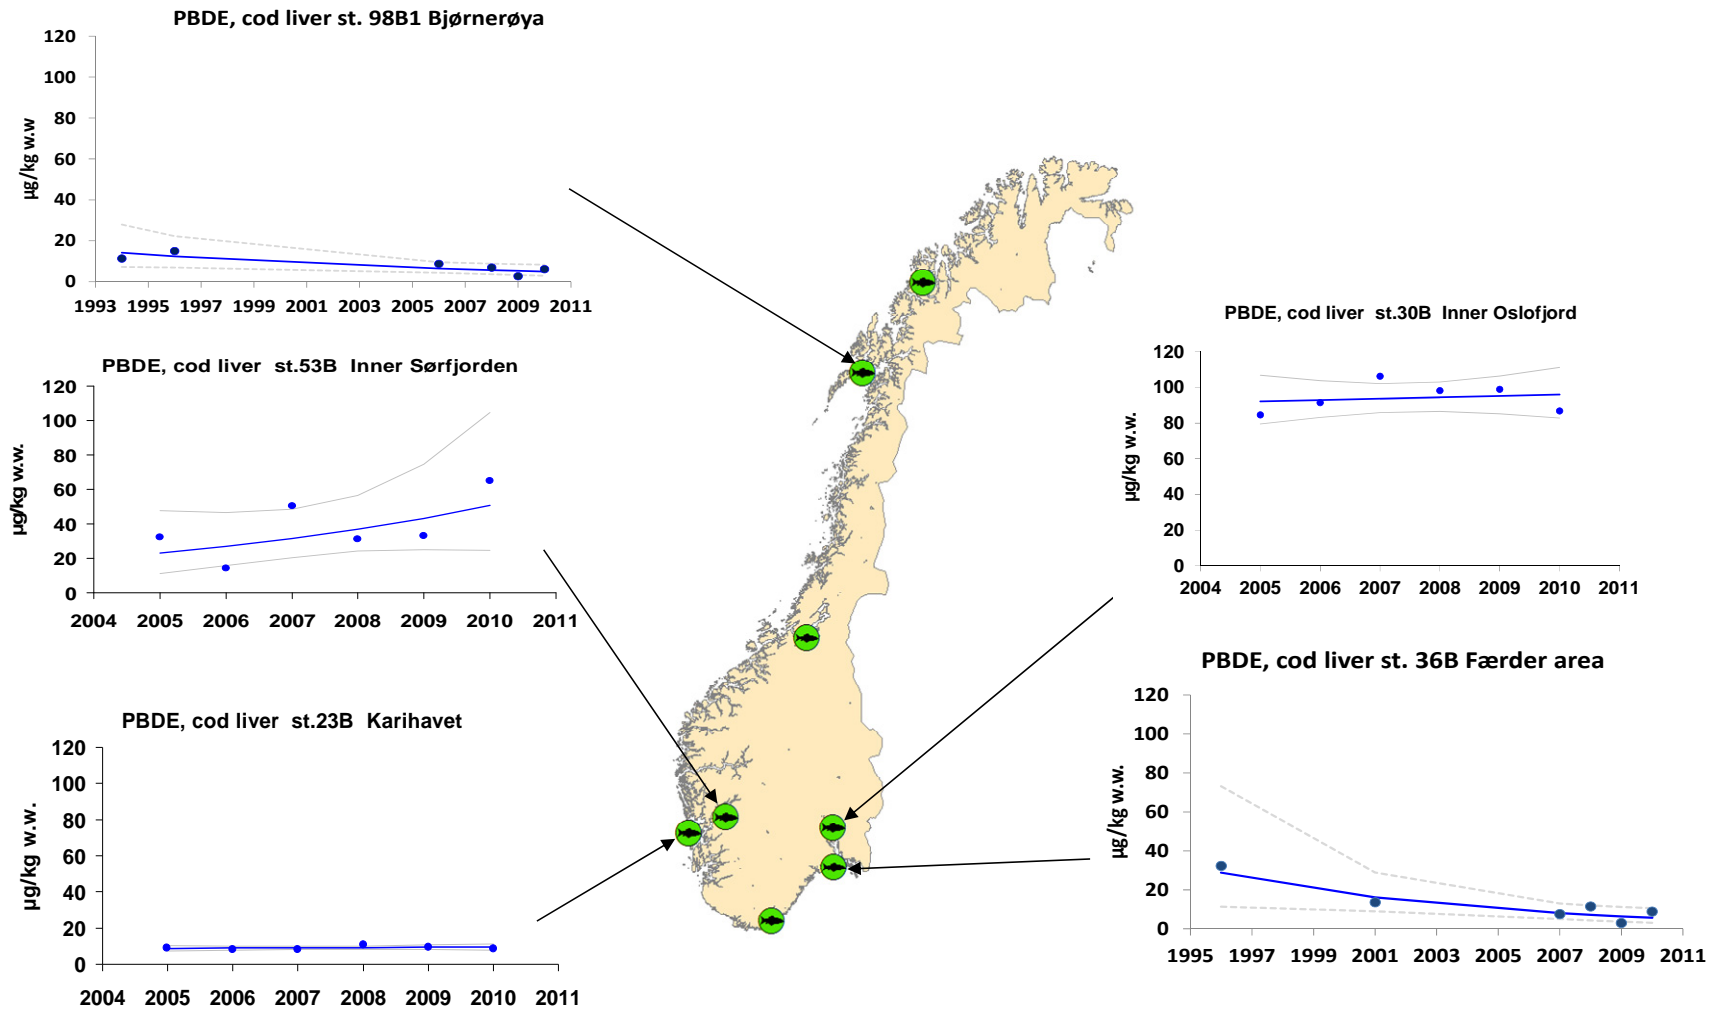 PBDE, cod liver st. 98B1 Bjørnerøya
µg/kg w.w
120
100
80
60
40
20
0
1993 1995 1997 1999 2001 2003 2005 2007 2009 2011
PBDE, cod liver st.53B Inner Sørfjorden
µg/kg w.w.
120
100
80
60
40
20
0
2004 2005 2006 2007 2008 2009 2010 2011
PBDE, cod liver st.23B Karihavet
µg/kg w.w.
120
100
80
60
40
20
0
2004 2005 2006 2007 2008 2009 2010 2011
PBDE, cod liver st.30B Inner Oslofjord
µg/kg w.w.
120
100
80
60
40
20
0
2004 2005 2006 2007 2008 2009 2010 2011
PBDE, cod liver st. 36B Færder area
µg/kg w.w.
120
100
80
60
40
20
0
1995 1997 1999 2001 2003 2005 2007 2009 2011